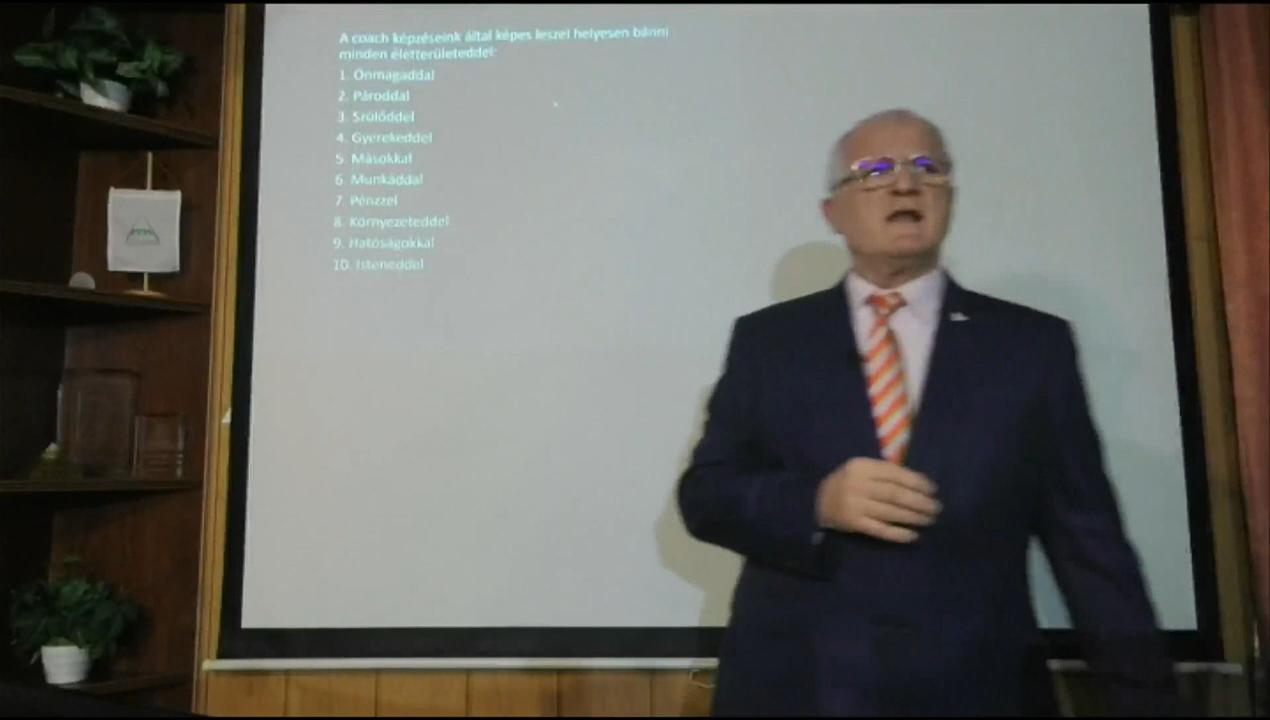 A coach képzéseink által képes leszel helyesen bánni
minden életterületeddel:
1. Önmagaddal
2. Pároddal
3. Szülőddel
4. Gyerekeddel
5. Másokkal
6. Munkáddal
7. Pénzzel
8. Környezeteddel
9. Hatóságokkal
10. Isteneddel